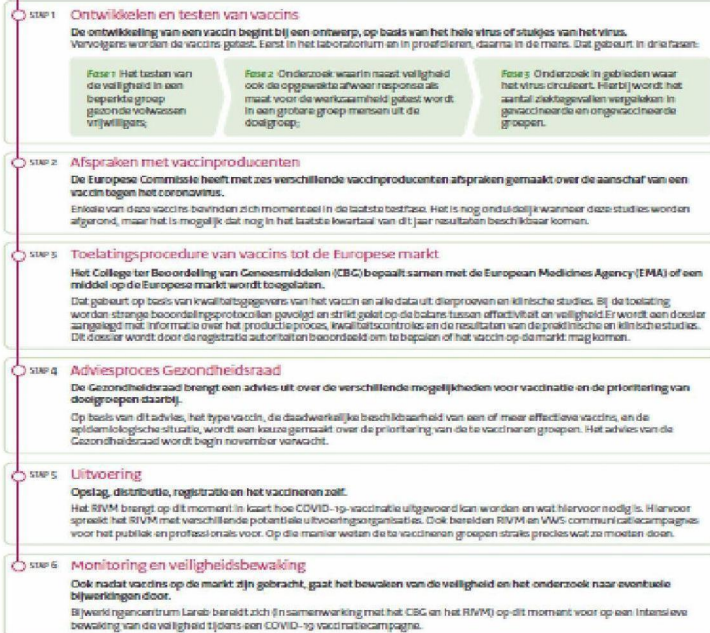 STAP 1 Ontwikkelen en testen van vaccins
De ontwikkeling van een vaccin begint bij een ontwerp, op basis van het hele virus of stukjes van het virus.
Vervolgens worden de vaccins getest. Eerst in het laboratorium en in proefdieren, daarna in de mens. Dat gebeurt in drie fasen:
Fase 1 Het testen van
de veiligheid in een
beperkte groep
gezonde volwassen
vrijwilligers;
Fase 2 Onderzoek waarin naast veiligheid
ook de opgewekte afweer response als
maat voor de werkzaamheid getest wordt
in een grotere groep mensen uit de
doelgroep;
Fase 3 Onderzoek in gebieden waar
het virus circuleert. Hierbij wordt het
aantal ziektegevallen vergeleken in
gevaccineerde en ongevaccineerde
groepen.
STAP 2 Afspraken met vaccinproducenten
De Europese Commissie heeft met zes verschillende vaccinproducenten afspraken gemaakt over de aanschaf van een
vaccin tegen het coronavirus.
Enkele van deze vaccins bevinden zich momenteel in de laatste testfase. Het is nog onduidelijk wanneer deze studies worden
afgerond, maar het is mogelijk dat nog in het laatste kwartaal van dit jaar resultaten beschikbaar komen.
STAP 3 Toelatingsprocedure van vaccins tot de Europese markt
Het College ter Beoordeling van Geneesmiddelen (CBG) bepaalt samen met de European Medicines Agency (EMA) of een
middel op de Europese markt wordt toegelaten.
Dat gebeurt op basis van kwaliteitsgegevens van het vaccin en alle data uit dierproeven en klinische studies. Bij de toelating
worden strenge beoordelingsprotocollen gevolgd en strikt gelet op de balans tussen effectiviteit en veiligheid. Er wordt een dossier
aangelegd met informatie over het productieproces, kwaliteitscontroles en de resultaten van de preklinische en klinische studies.
Dit dossier wordt door de registratie autoriteiten beoordeeld om te bepalen of het vaccin op de markt mag komen.
STAP 4 Adviesproces Gezondheidsraad
De Gezondheidsraad brengt een advies uit over de verschillende mogelijkheden voor vaccinatie en de prioritering van
doelgroepen daarbij.
Op basis van dit advies, het type vaccin, de daadwerkelijke beschikbaarheid van een of meer effectieve vaccins, en de
epidemiologische situatie, wordt een keuze gemaakt over de prioritering van de te vaccineren groepen. Het advies van de
Gezondheidsraad wordt begin november verwacht.
STAP 5 Uitvoering
Opslag, distributie, registratie en het vaccineren zelf.
Het RIVM brengt op dit moment in kaart hoe COVID-19-vaccinatie uitgevoerd kan worden en wat hiervoor nodig is. Hiervoor
spreekt het RIVM met verschillende potentiele uitvoeringsorganisaties. Ook bereiden RIVM en VWS communicatiecampagnes
voor het publiek en professionals voor. Op die manier weten de te vaccineren groepen straks precies wat ze moeten doen.
STAP 6 Monitoring en veiligheidsbewaking
Ook nadat vaccins op de markt zijn gebracht, gaat het bewaken van de veiligheid en het onderzoek naar eventuele
bijwerkingen door.
Bijwerkingencentrum Lareb bereidt zich (in samenwerking met het CBG en het RIVM) op dit moment voor op een intensieve
bewaking van de veiligheid tijdens een COVID-19 vaccinatiecampagne.